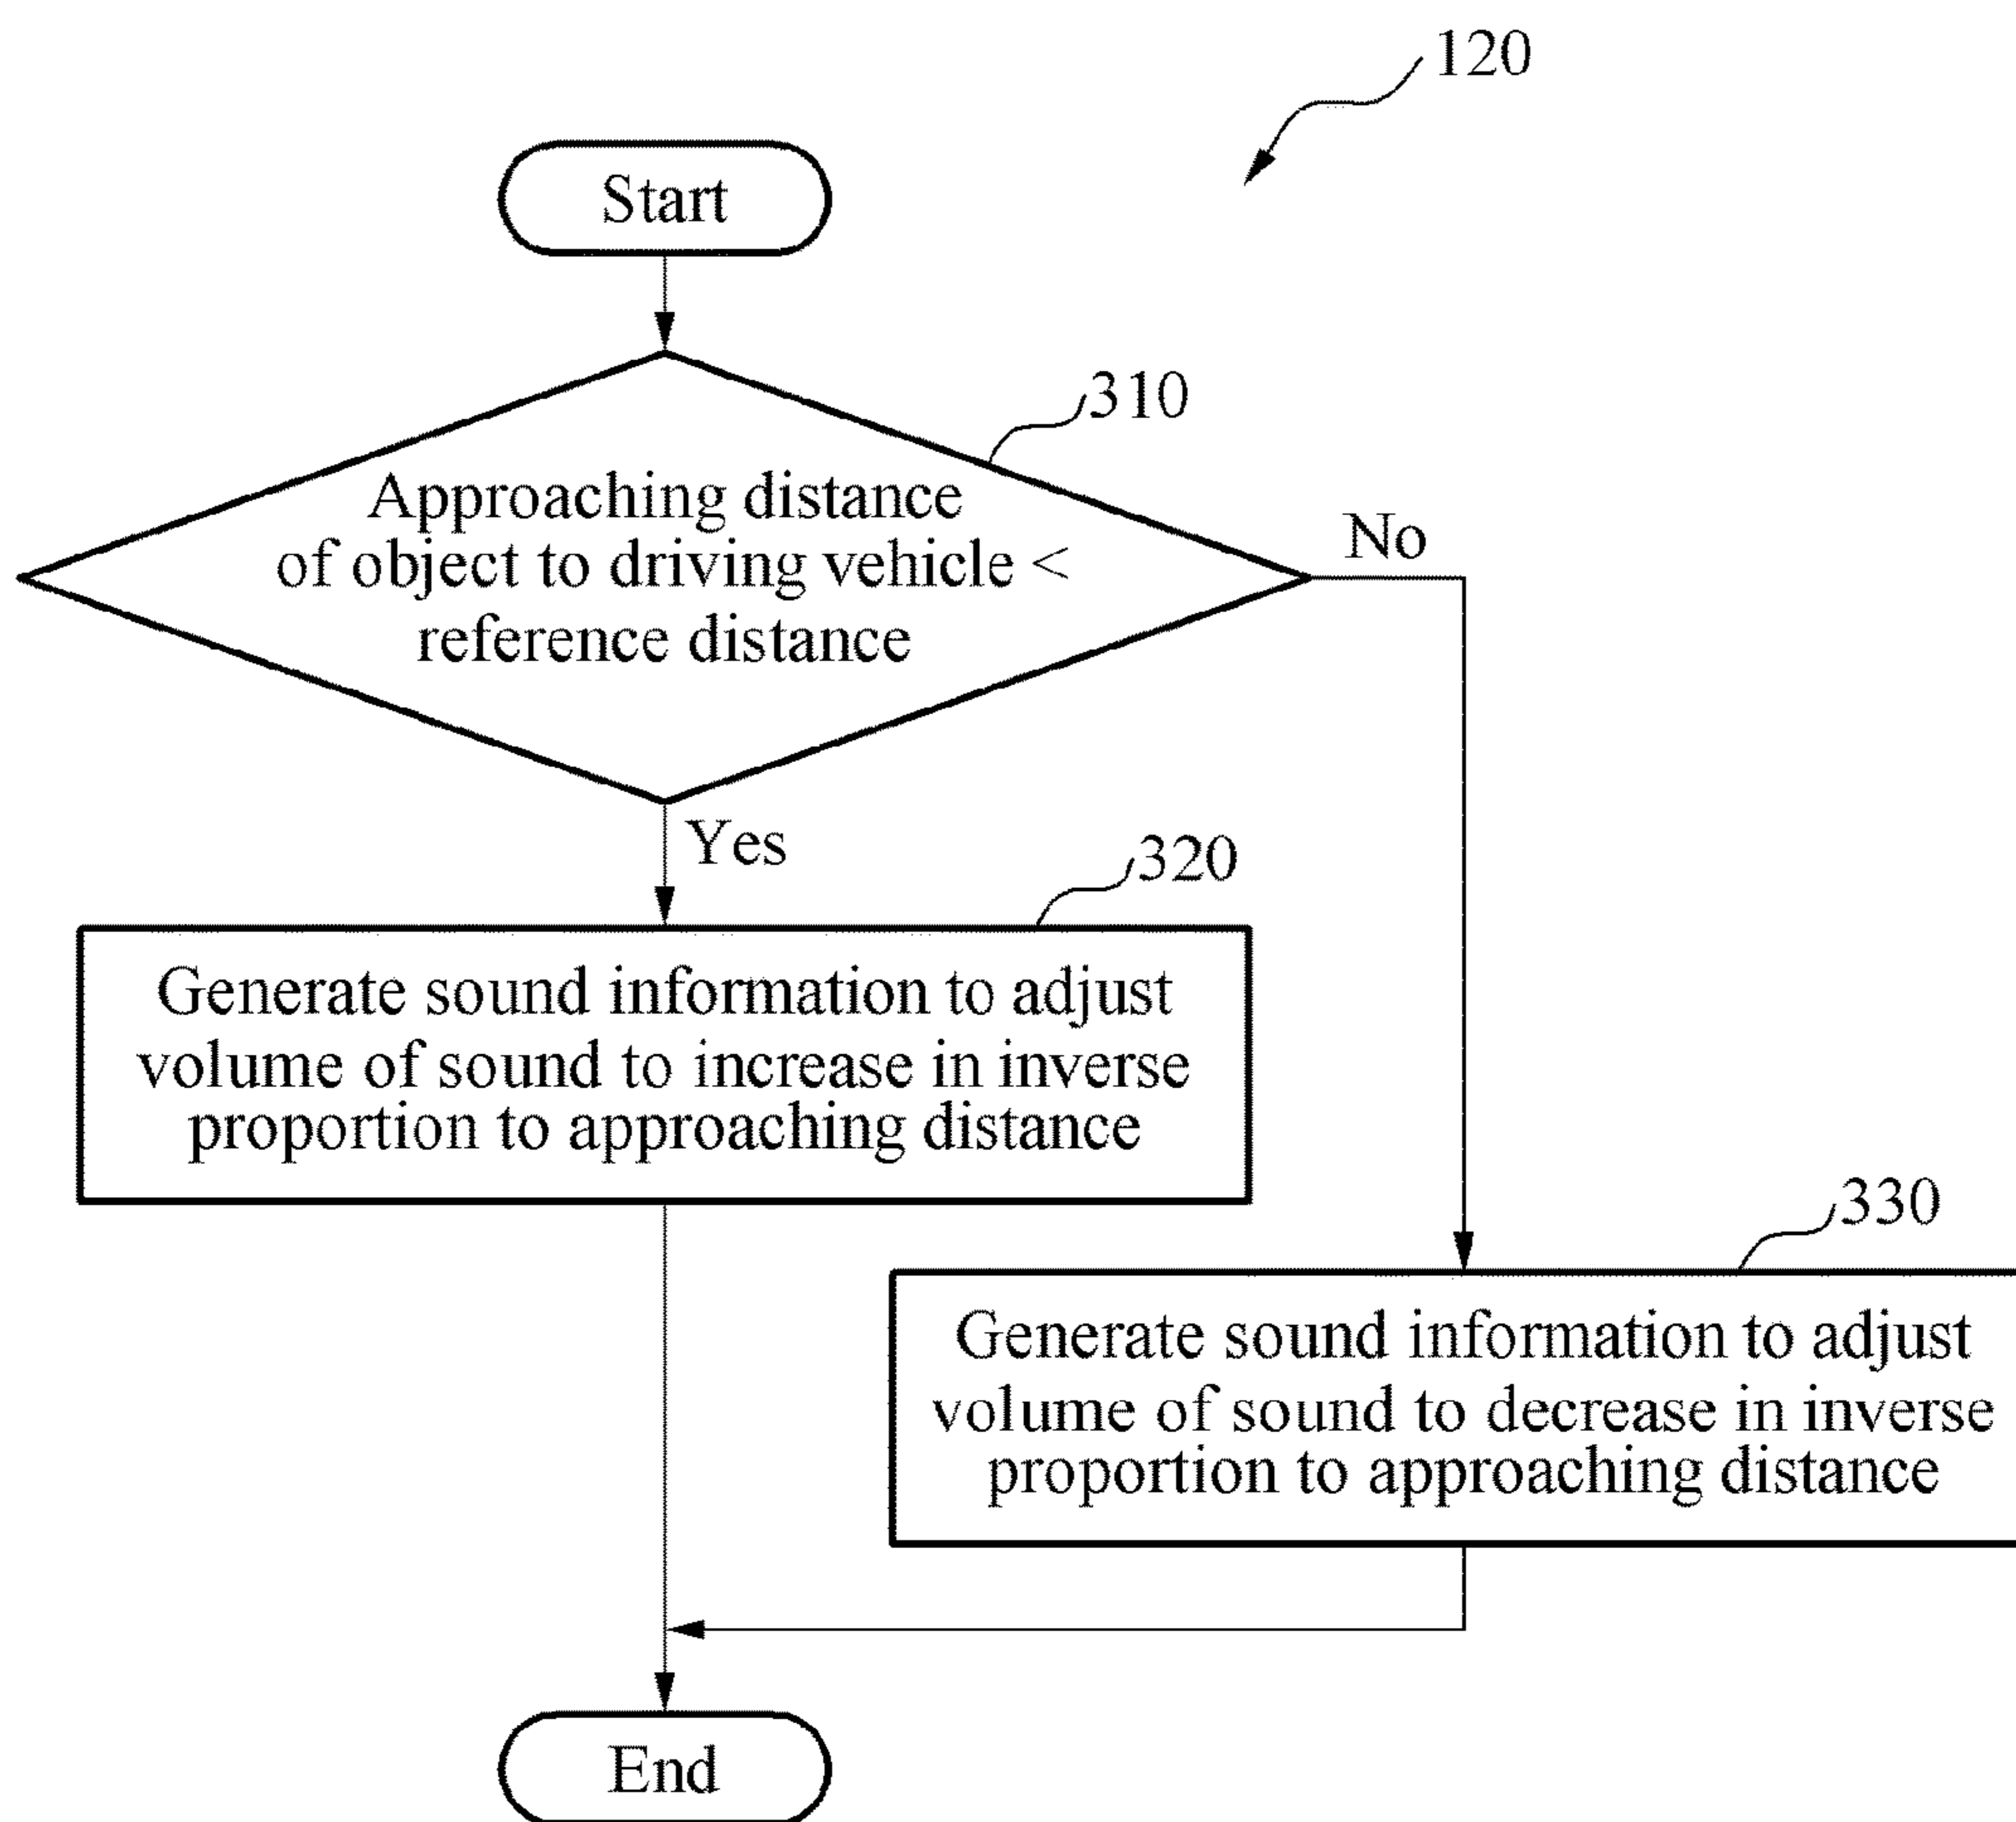 120
Start
310
Approaching distance
of object to driving vehicle <
reference distance
No
Yes
320
Generate sound information to adjust
volume of sound to increase in inverse
proportion to approaching distance
330
Generate sound information to adjust
volume of sound to decrease in inverse
proportion to approaching distance
End